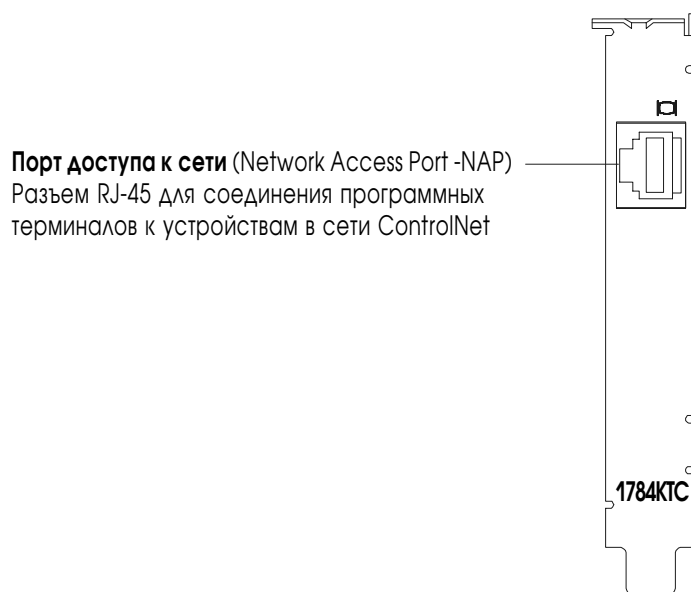 Порт доступа к сети (Network Access Port -NAP)
Разъем RJ-45 для соединения программных
терминалов к устройствам в сети ControlNet
1784KTC